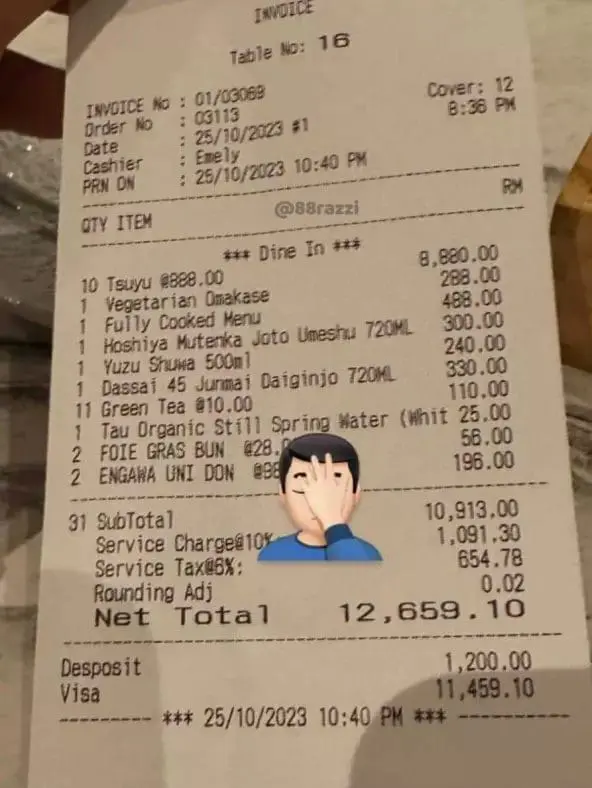 INVOICE
Table No: 16
INVOICE No : 01/03069 Cover: 12
Order No : 03113 8:36 PM
Date : 25/10/2023 #1
Cashier : Emely
PRN ON : 25/10/2023 10:40 PM
QTY ITEM RM
@88razzi
*** Dine In ***
10 Tsuyu @888.00 8,880.00
1 Vegetarian Omakase 288.00
1 Fully Cooked Menu 488.00
1 Hoshiya Mutenka Joto Umeshu 720ML 300.00
1 Yuzu Shuwa 500ml 240.00
1 Dassai 45 Junmai Daiginjo 720ML 330.00
11 Green Tea @10.00 110.00
1 Tau Organic Still Spring Water (Whit 25.00
2 FOIE GRAS BUN @28. 56.00
2 ENGAWA UNI DON @98 196.00
31 SubTotal 10,913.00
Service Charge@10% 1,091.30
Service Tax@6%: 654.78
Rounding Adj 0.02
Net Total 12,659.10
Desposit 1,200.00
Visa 11,459.10
*** 25/10/2023 10:40 PM ***